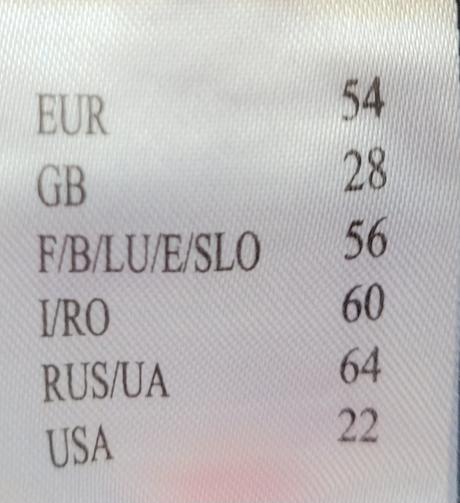 EUR 54
GB 28
F/B/LU/E/SLO 56
I/RO 60
RUS/UA 64
USA 22